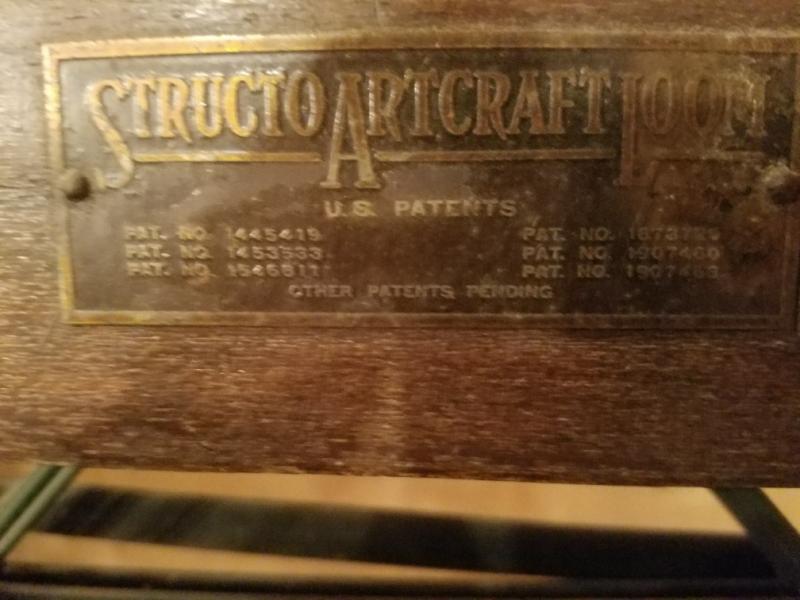 STRUCTO ARTCRAFT LOOM
U.S. PATENTS
PAT. NO. 1445419 PAT. NO.
PAT. NO. 1453533 PAT. NO. 1907460
PAT. NO. 1546811 PAT. NO.
OTHER PATENTS PENDING